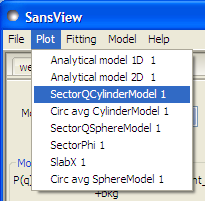 SansView
File Plot Fitting Model Help
Analytical model 1D 1
Analytical model 2D 1
SectorQCylinderModel 1
Circ avg CylinderModel 1
SectorQSphereModel 1
SectorPhi 1
SlabX 1
Circ avg SphereModel 1
P(q)
+bkg